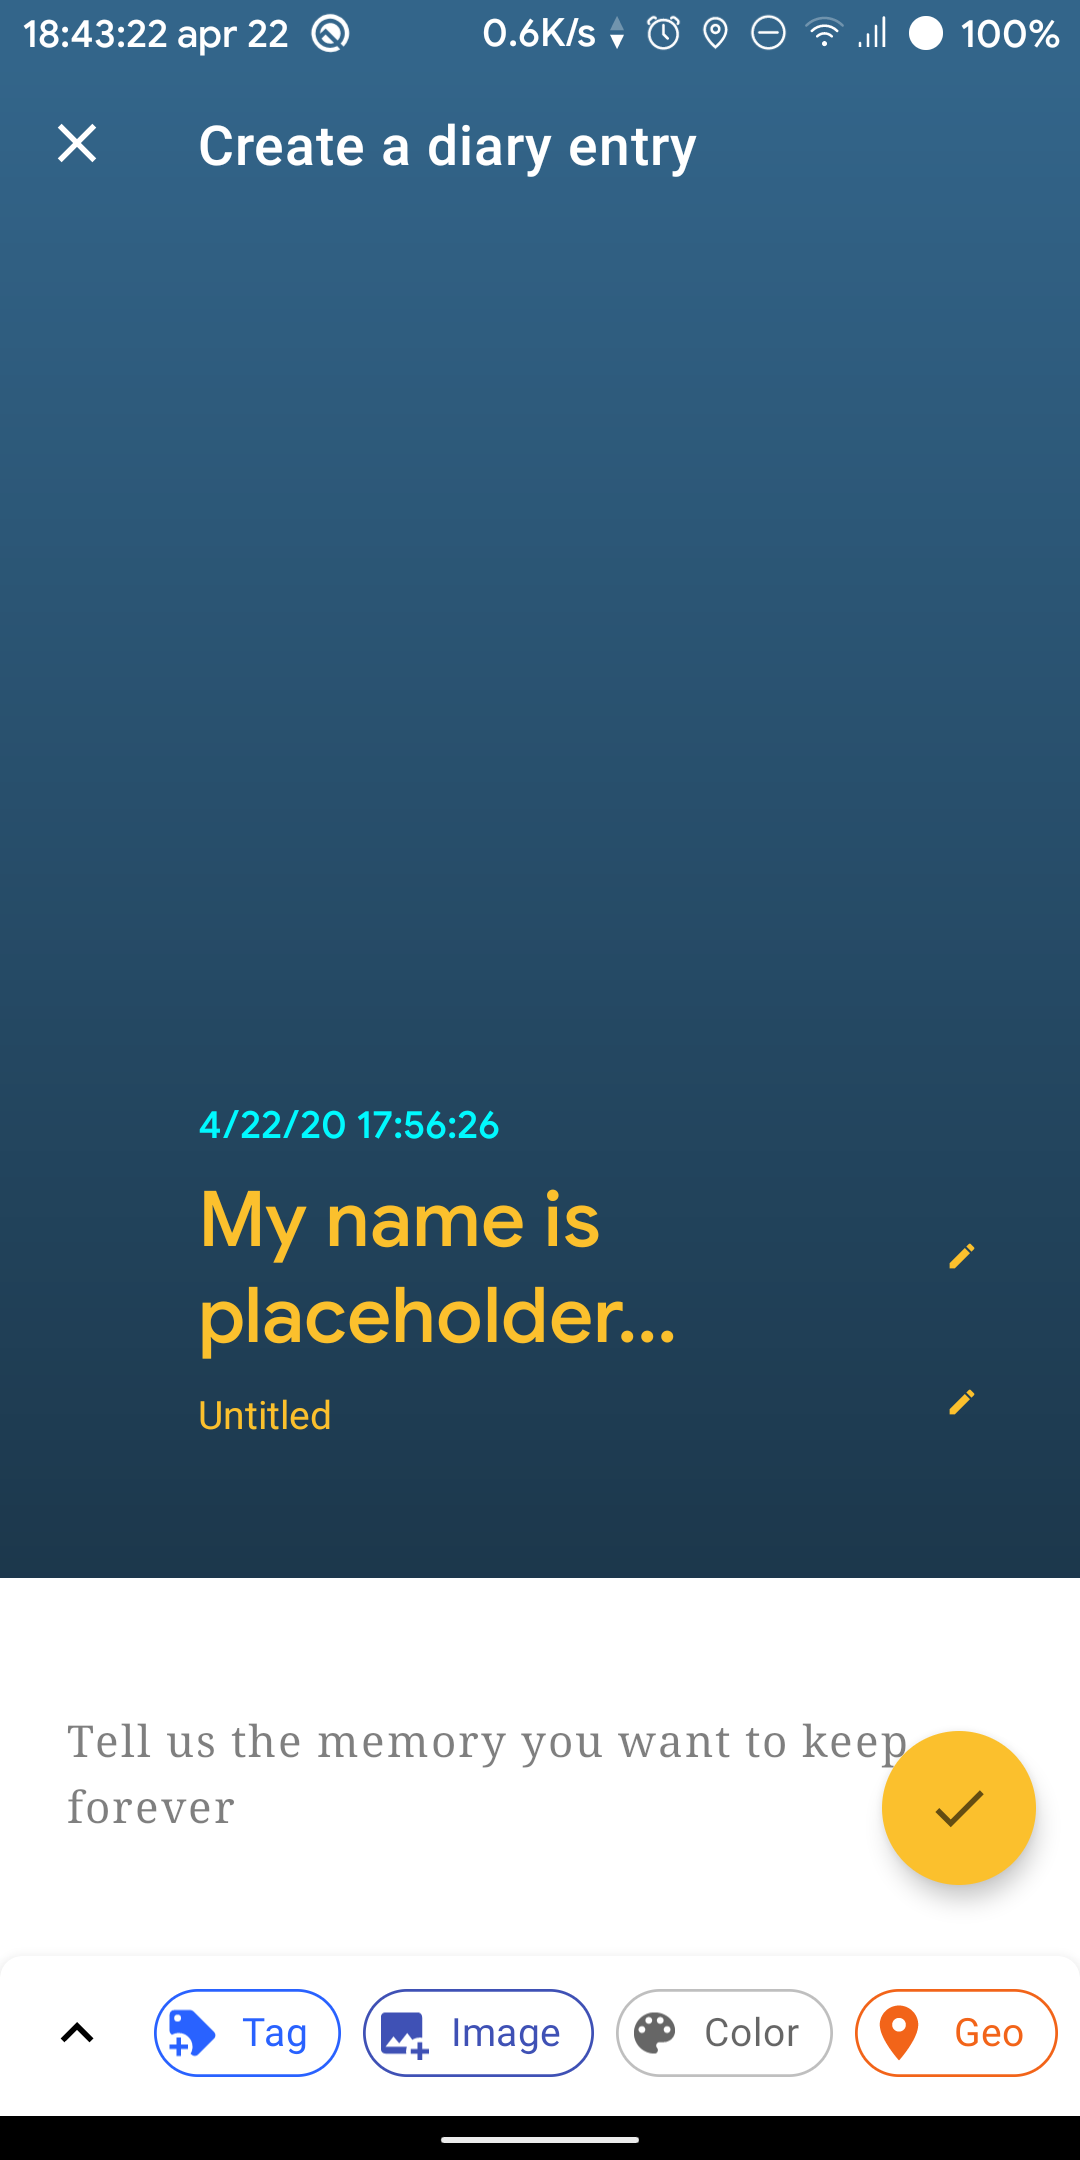 18:43:22 apr 22 0.6K/s 100%
Create a diary entry
4/22/20 17:56:26
My name is
placeholder...
Untitled
Tell us the memory you want to keep
forever
Tag Image Color Geo